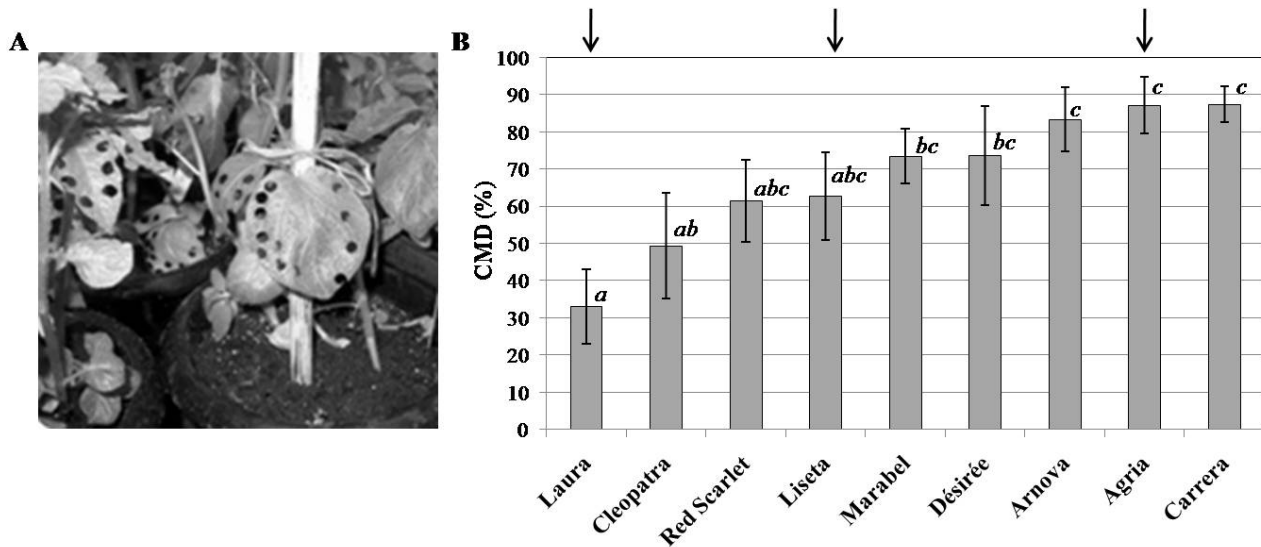 A
B
CMD (%)
100
90
80
70
60
50
40
30
20
10
0
a
ab
abc
abc
bc
bc
c
c
c
Laura
Cleopatra
Red Scarlet
Liseta
Marabel
Désirée
Arnova
Agria
Carrera